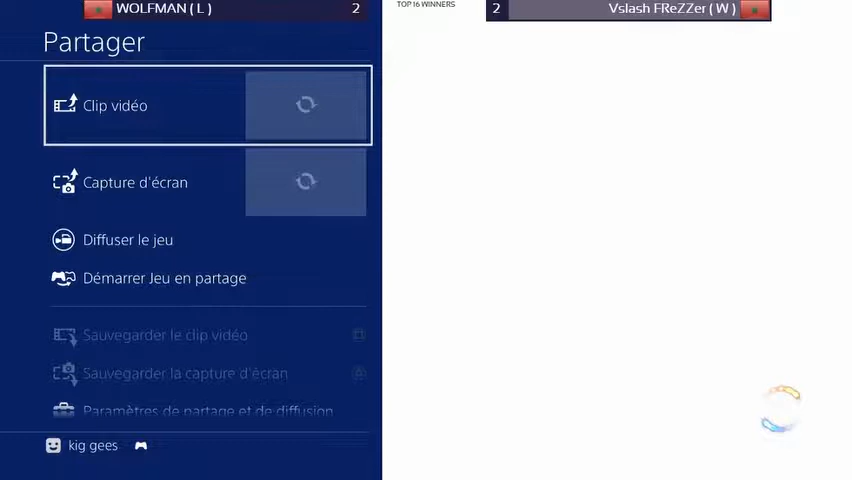 WOLFMAN ( L ) 2
TOP 16 WINNERS
2 Vslash FReZZer ( W )
Partager
Clip vidéo
Capture d'écran
Diffuser le jeu
Démarrer Jeu en partage
Sauvegarder le clip vidéo
Sauvegarder la capture d'écran
Paramètres de partage et de diffusion
kig gees